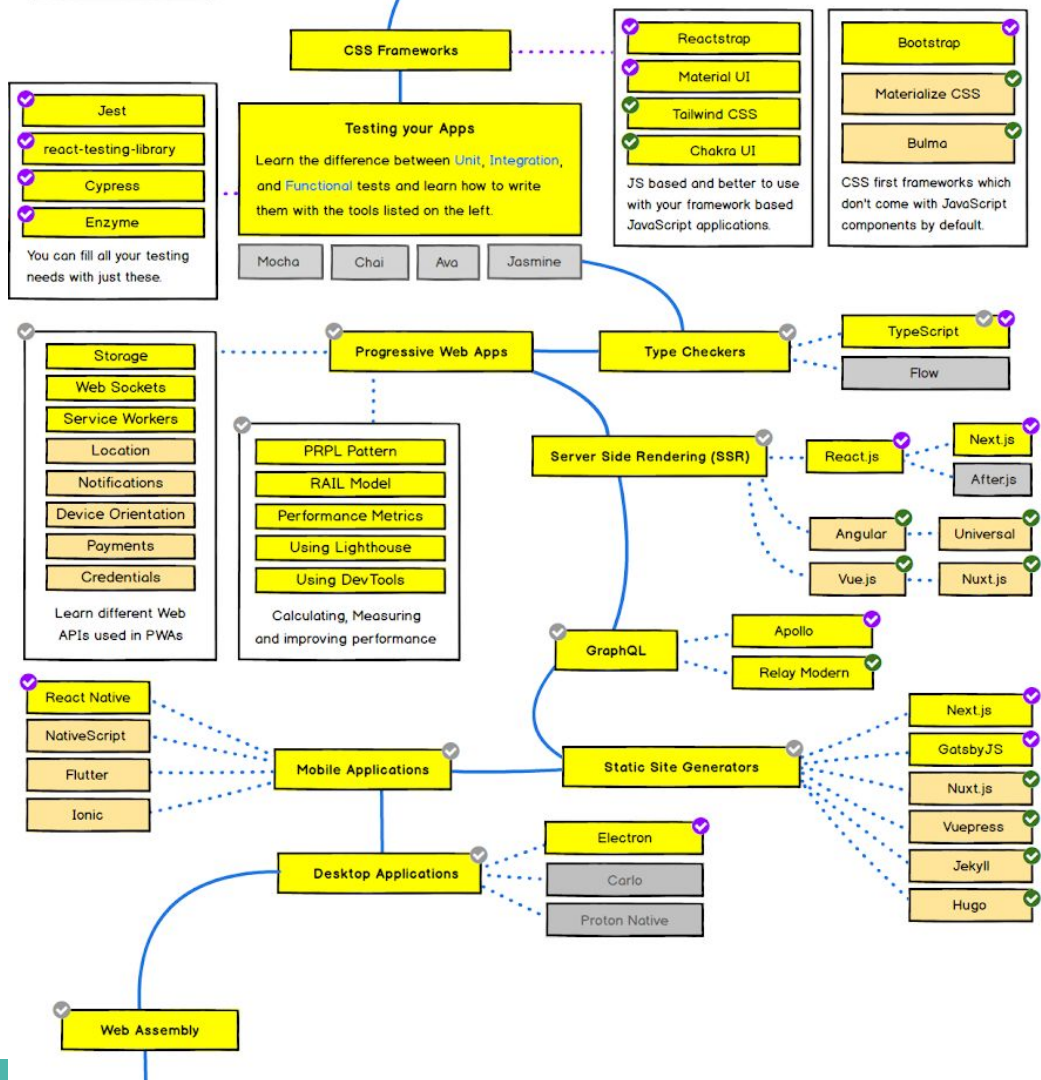 CSS Frameworks
Reactstrap
Material UI
Tailwind CSS
Chakra UI
JS based and better to use
with your framework based
JavaScript applications.
Bootstrap
Materialize CSS
Bulma
CSS first frameworks which
don't come with JavaScript
components by default.
Jest
react-testing-library
Cypress
Enzyme
You can fill all your testing
needs with just these.
Testing your Apps
Learn the difference between Unit, Integration,
and Functional tests and learn how to write
them with the tools listed on the left.
Mocha
Chai
Ava
Jasmine
Type Checkers
TypeScript
Flow
Progressive Web Apps
Storage
Web Sockets
Service Workers
Location
Notifications
Device Orientation
Payments
Credentials
Learn different Web
APIs used in PWAs
PRPL Pattern
RAIL Model
Performance Metrics
Using Lighthouse
Using DevTools
Calculating, Measuring
and improving performance
Server Side Rendering (SSR)
React.js
Next.js
After.js
Angular
Universal
Vue.js
Nuxt.js
GraphQL
Apollo
Relay Modern
Static Site Generators
Next.js
GatsbyJS
Nuxt.js
Vuepress
Jekyll
Hugo
Mobile Applications
React Native
NativeScript
Flutter
Ionic
Desktop Applications
Electron
Carlo
Proton Native
Web Assembly